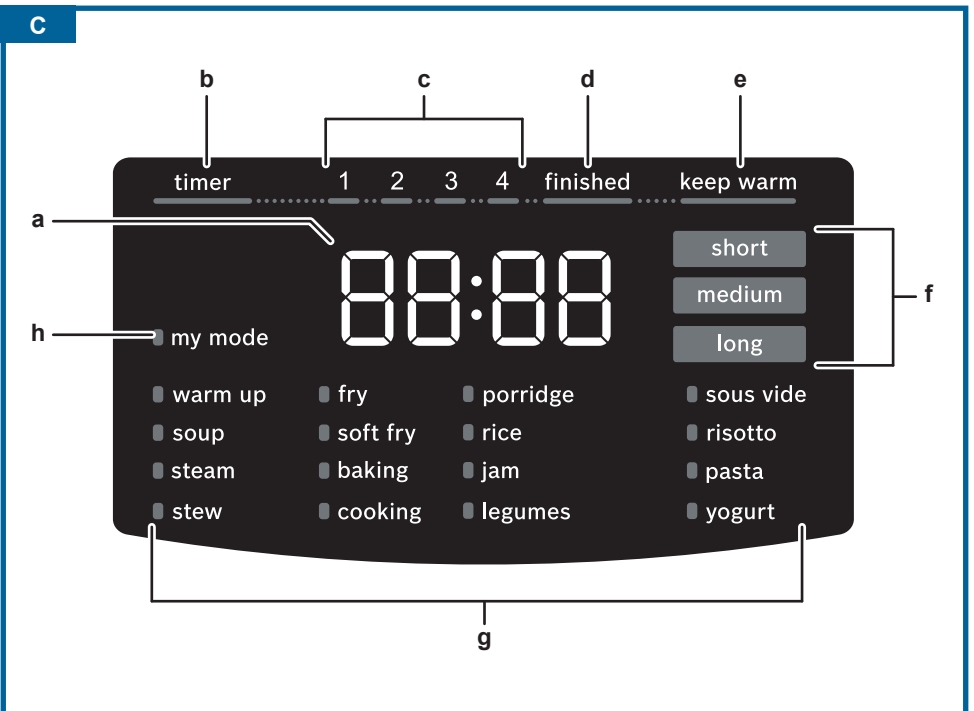 C
b c d e
timer 1 2 3 4 finished keep warm
a
88:88
short
medium
f
long
h
my mode
warm up fry porridge sous vide
soup soft fry rice risotto
steam baking jam pasta
stew cooking legumes yogurt
g